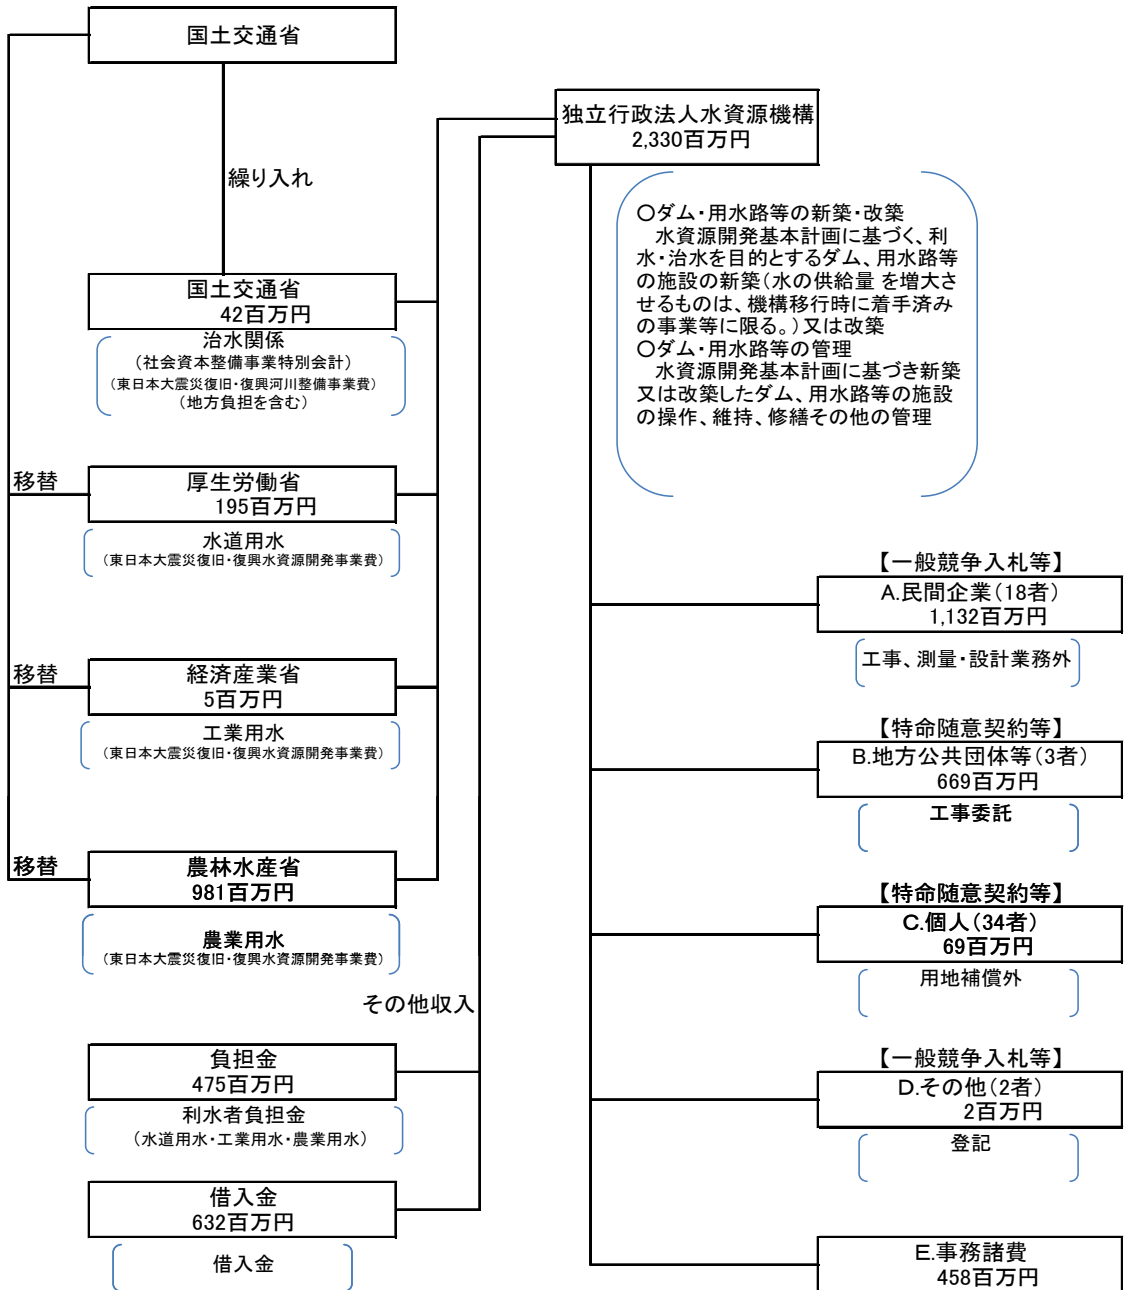 国土交通省
繰り入れ
国土交通省
42百万円
治水関係
(社会資本整備事業特別会計)
(東日本大震災復旧・復興河川整備事業費)
(地方負担を含む)
移替
厚生労働省
195百万円
水道用水
(東日本大震災復旧・復興水資源開発事業費)
移替
経済産業省
5百万円
工業用水
(東日本大震災復旧・復興水資源開発事業費)
移替
農林水産省
981百万円
農業用水
(東日本大震災復旧・復興水資源開発事業費)
その他収入
負担金
475百万円
利水者負担金
(水道用水・工業用水・農業用水)
借入金
632百万円
借入金
独立行政法人水資源機構
2,330百万円
○ダム・用水路等の新築・改築
水資源開発基本計画に基づく、利
水・治水を目的とするダム、用水路等
の施設の新築(水の供給量 を増大さ
せるものは、機構移行時に着手済み
の事業等に限る。)又は改築
○ダム・用水路等の管理
水資源開発基本計画に基づき新築
又は改築したダム、用水路等の施設
の操作、維持、修繕その他の管理
【一般競争入札等】
A.民間企業(18者)
1,132百万円
工事、測量・設計業務外
【特命随意契約等】
B.地方公共団体等(3者)
669百万円
工事委託
【特命随意契約等】
C.個人(34者)
69百万円
用地補償外
【一般競争入札等】
D.その他(2者)
2百万円
登記
E.事務諸費
458百万円